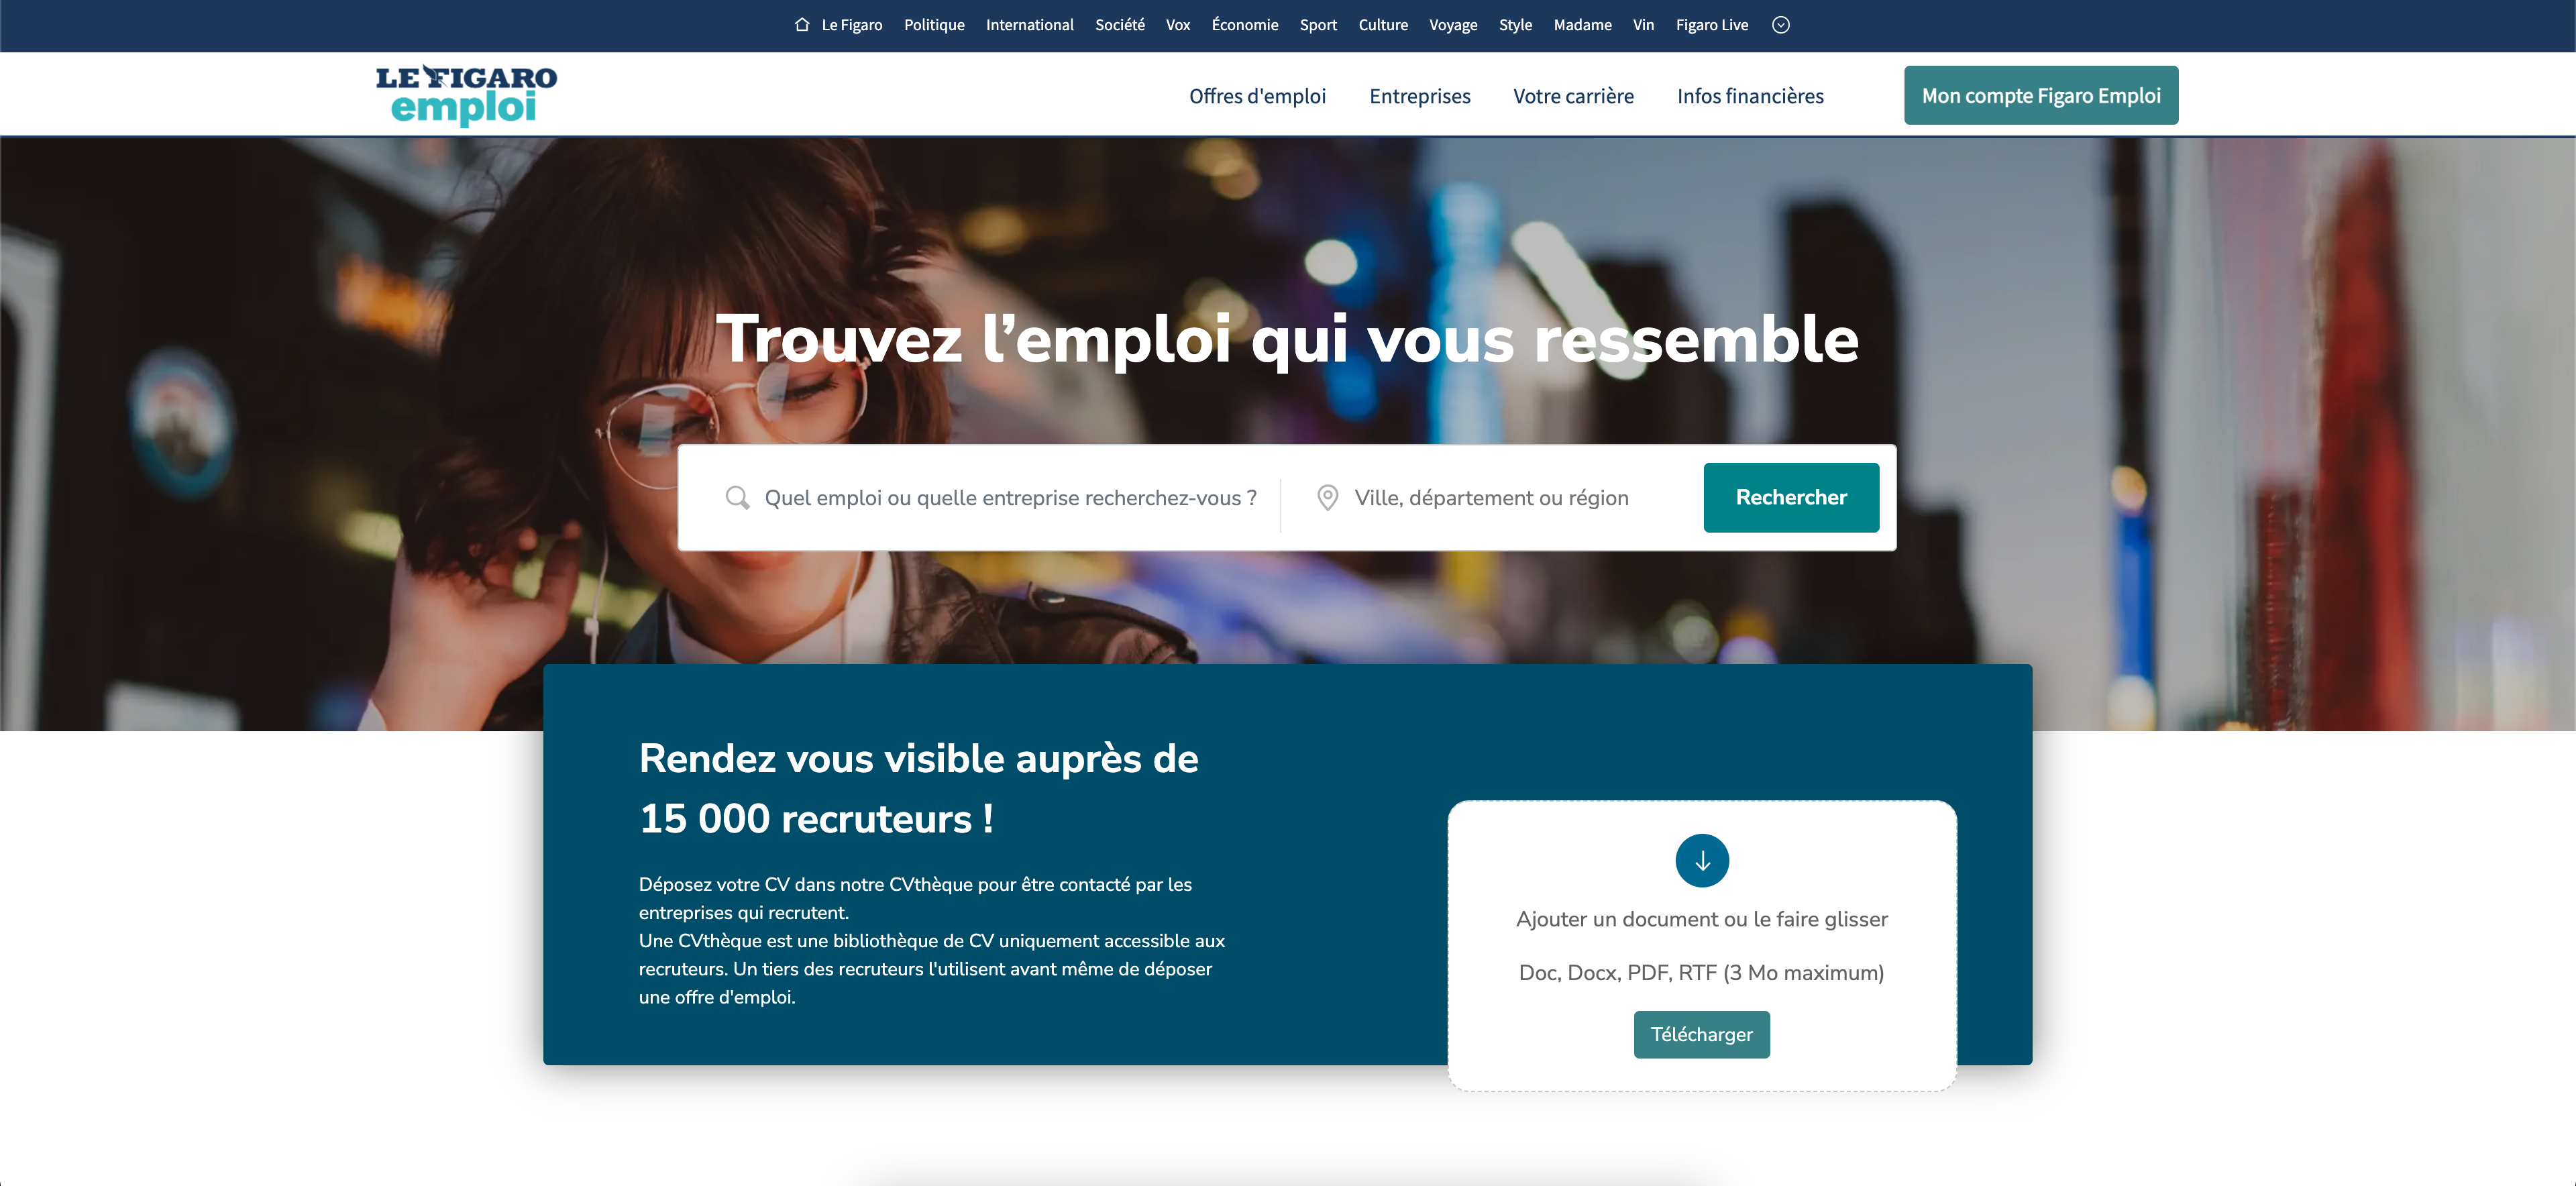 Le Figaro Politique International Société Vox Économie Sport Culture Voyage Style Madame Vin Figaro Live
LE FIGARO
emploi
Offres d'emploi Entreprises Votre carrière Infos financières Mon compte Figaro Emploi
Trouvez l’emploi qui vous ressemble
Quel emploi ou quelle entreprise recherchez-vous ? Ville, département ou région Rechercher
Rendez vous visible auprès de
15 000 recruteurs !
Déposez votre CV dans notre CVthèque pour être contacté par les
entreprises qui recrutent.
Une CVthèque est une bibliothèque de CV uniquement accessible aux
recruteurs. Un tiers des recruteurs l'utilisent avant même de déposer
une offre d'emploi.
Ajouter un document ou le faire glisser
Doc, Docx, PDF, RTF (3 Mo maximum)
Télécharger